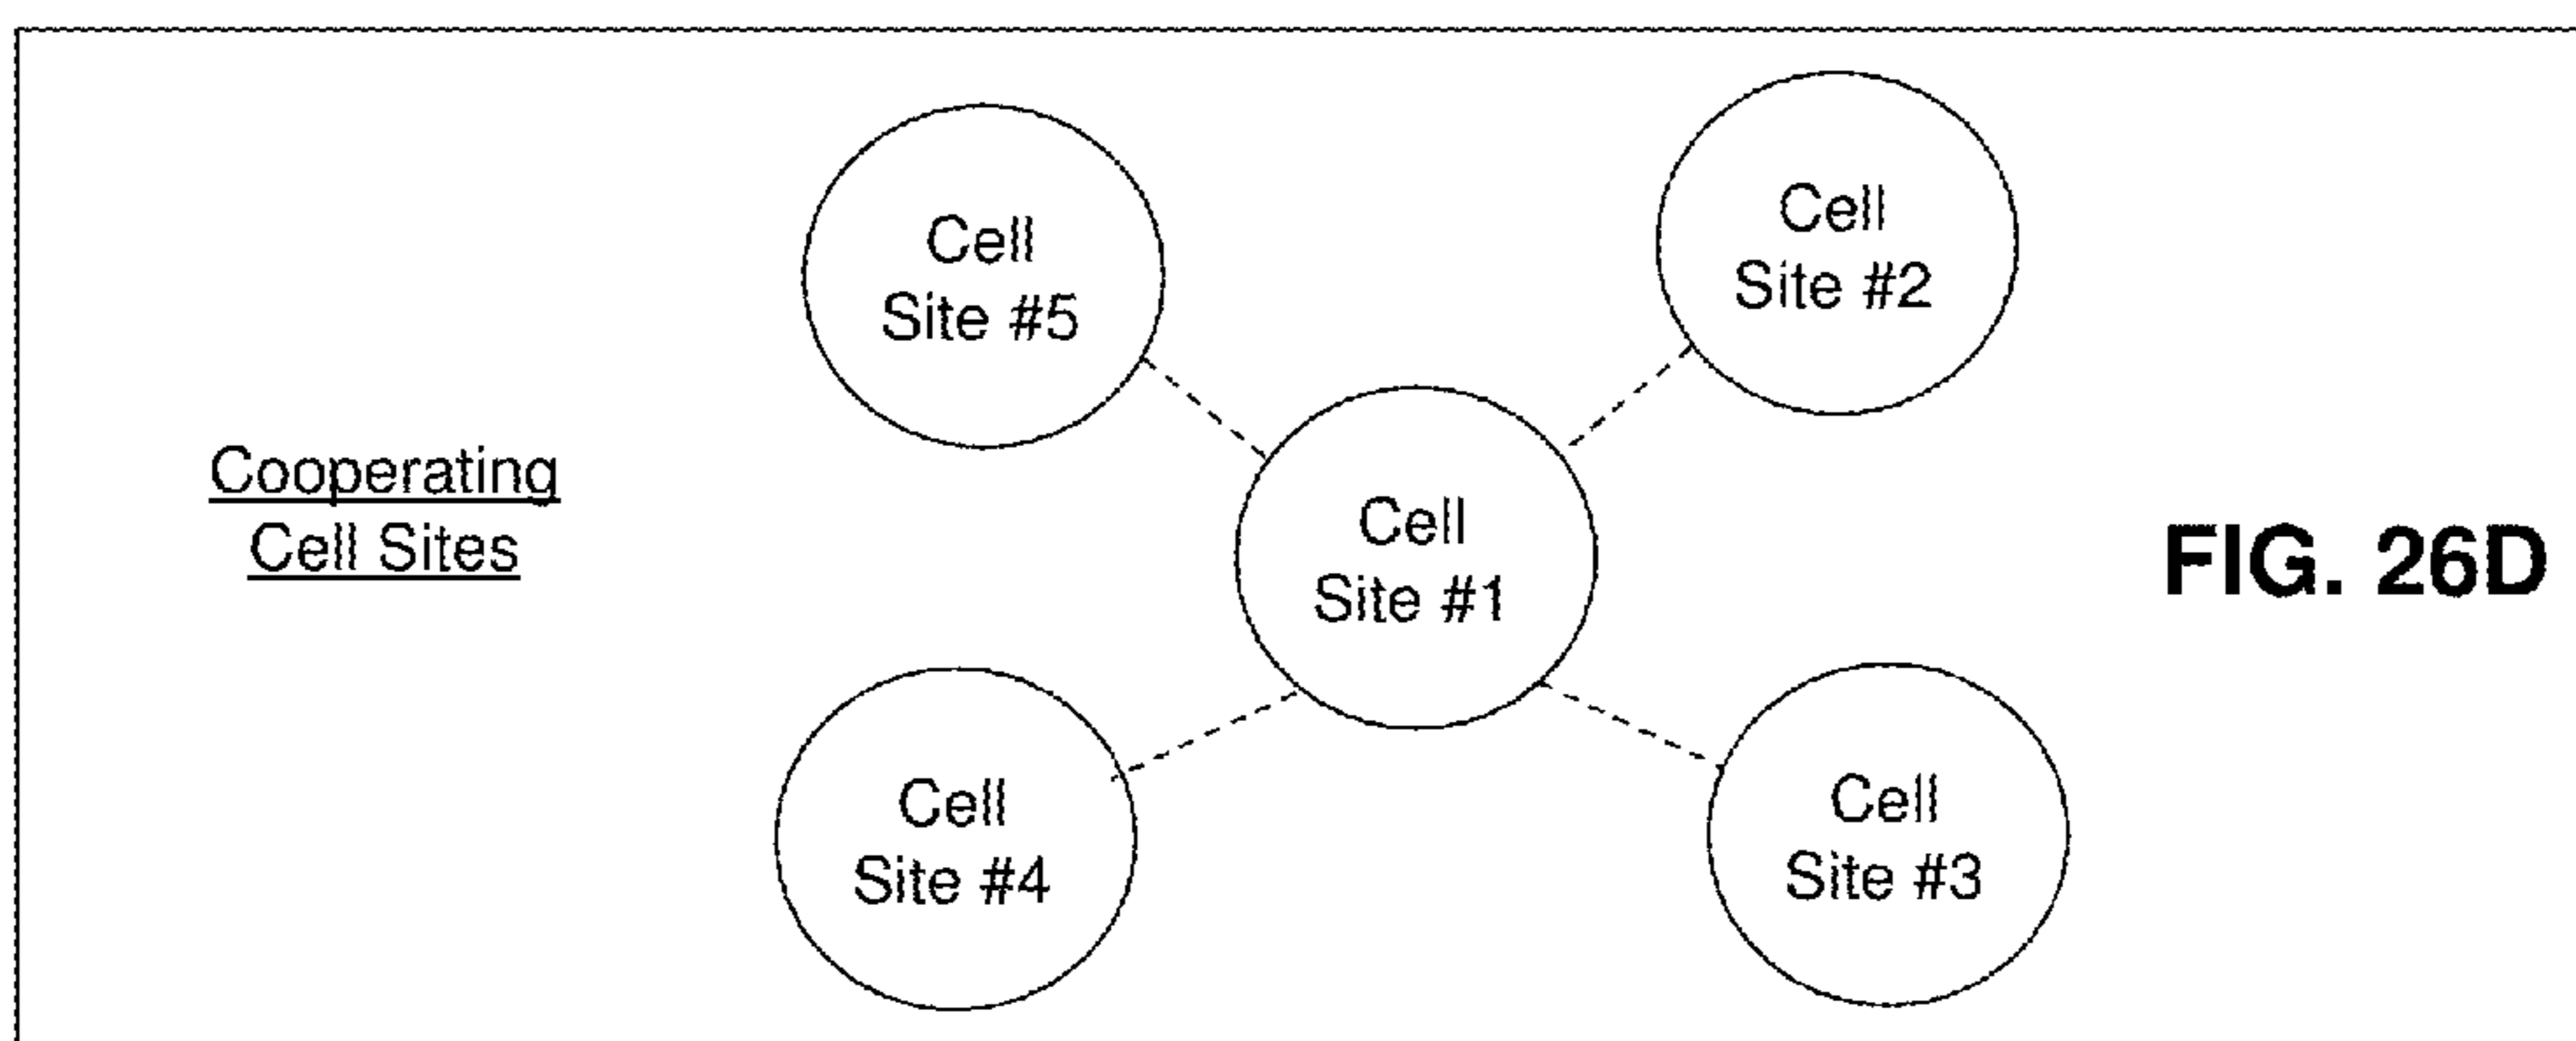 Cell
Site #5
Cell
Site #2
Cooperating
Cell Sites
Cell
Site #1
FIG. 26D
Cell
Site #4
Cell
Site #3